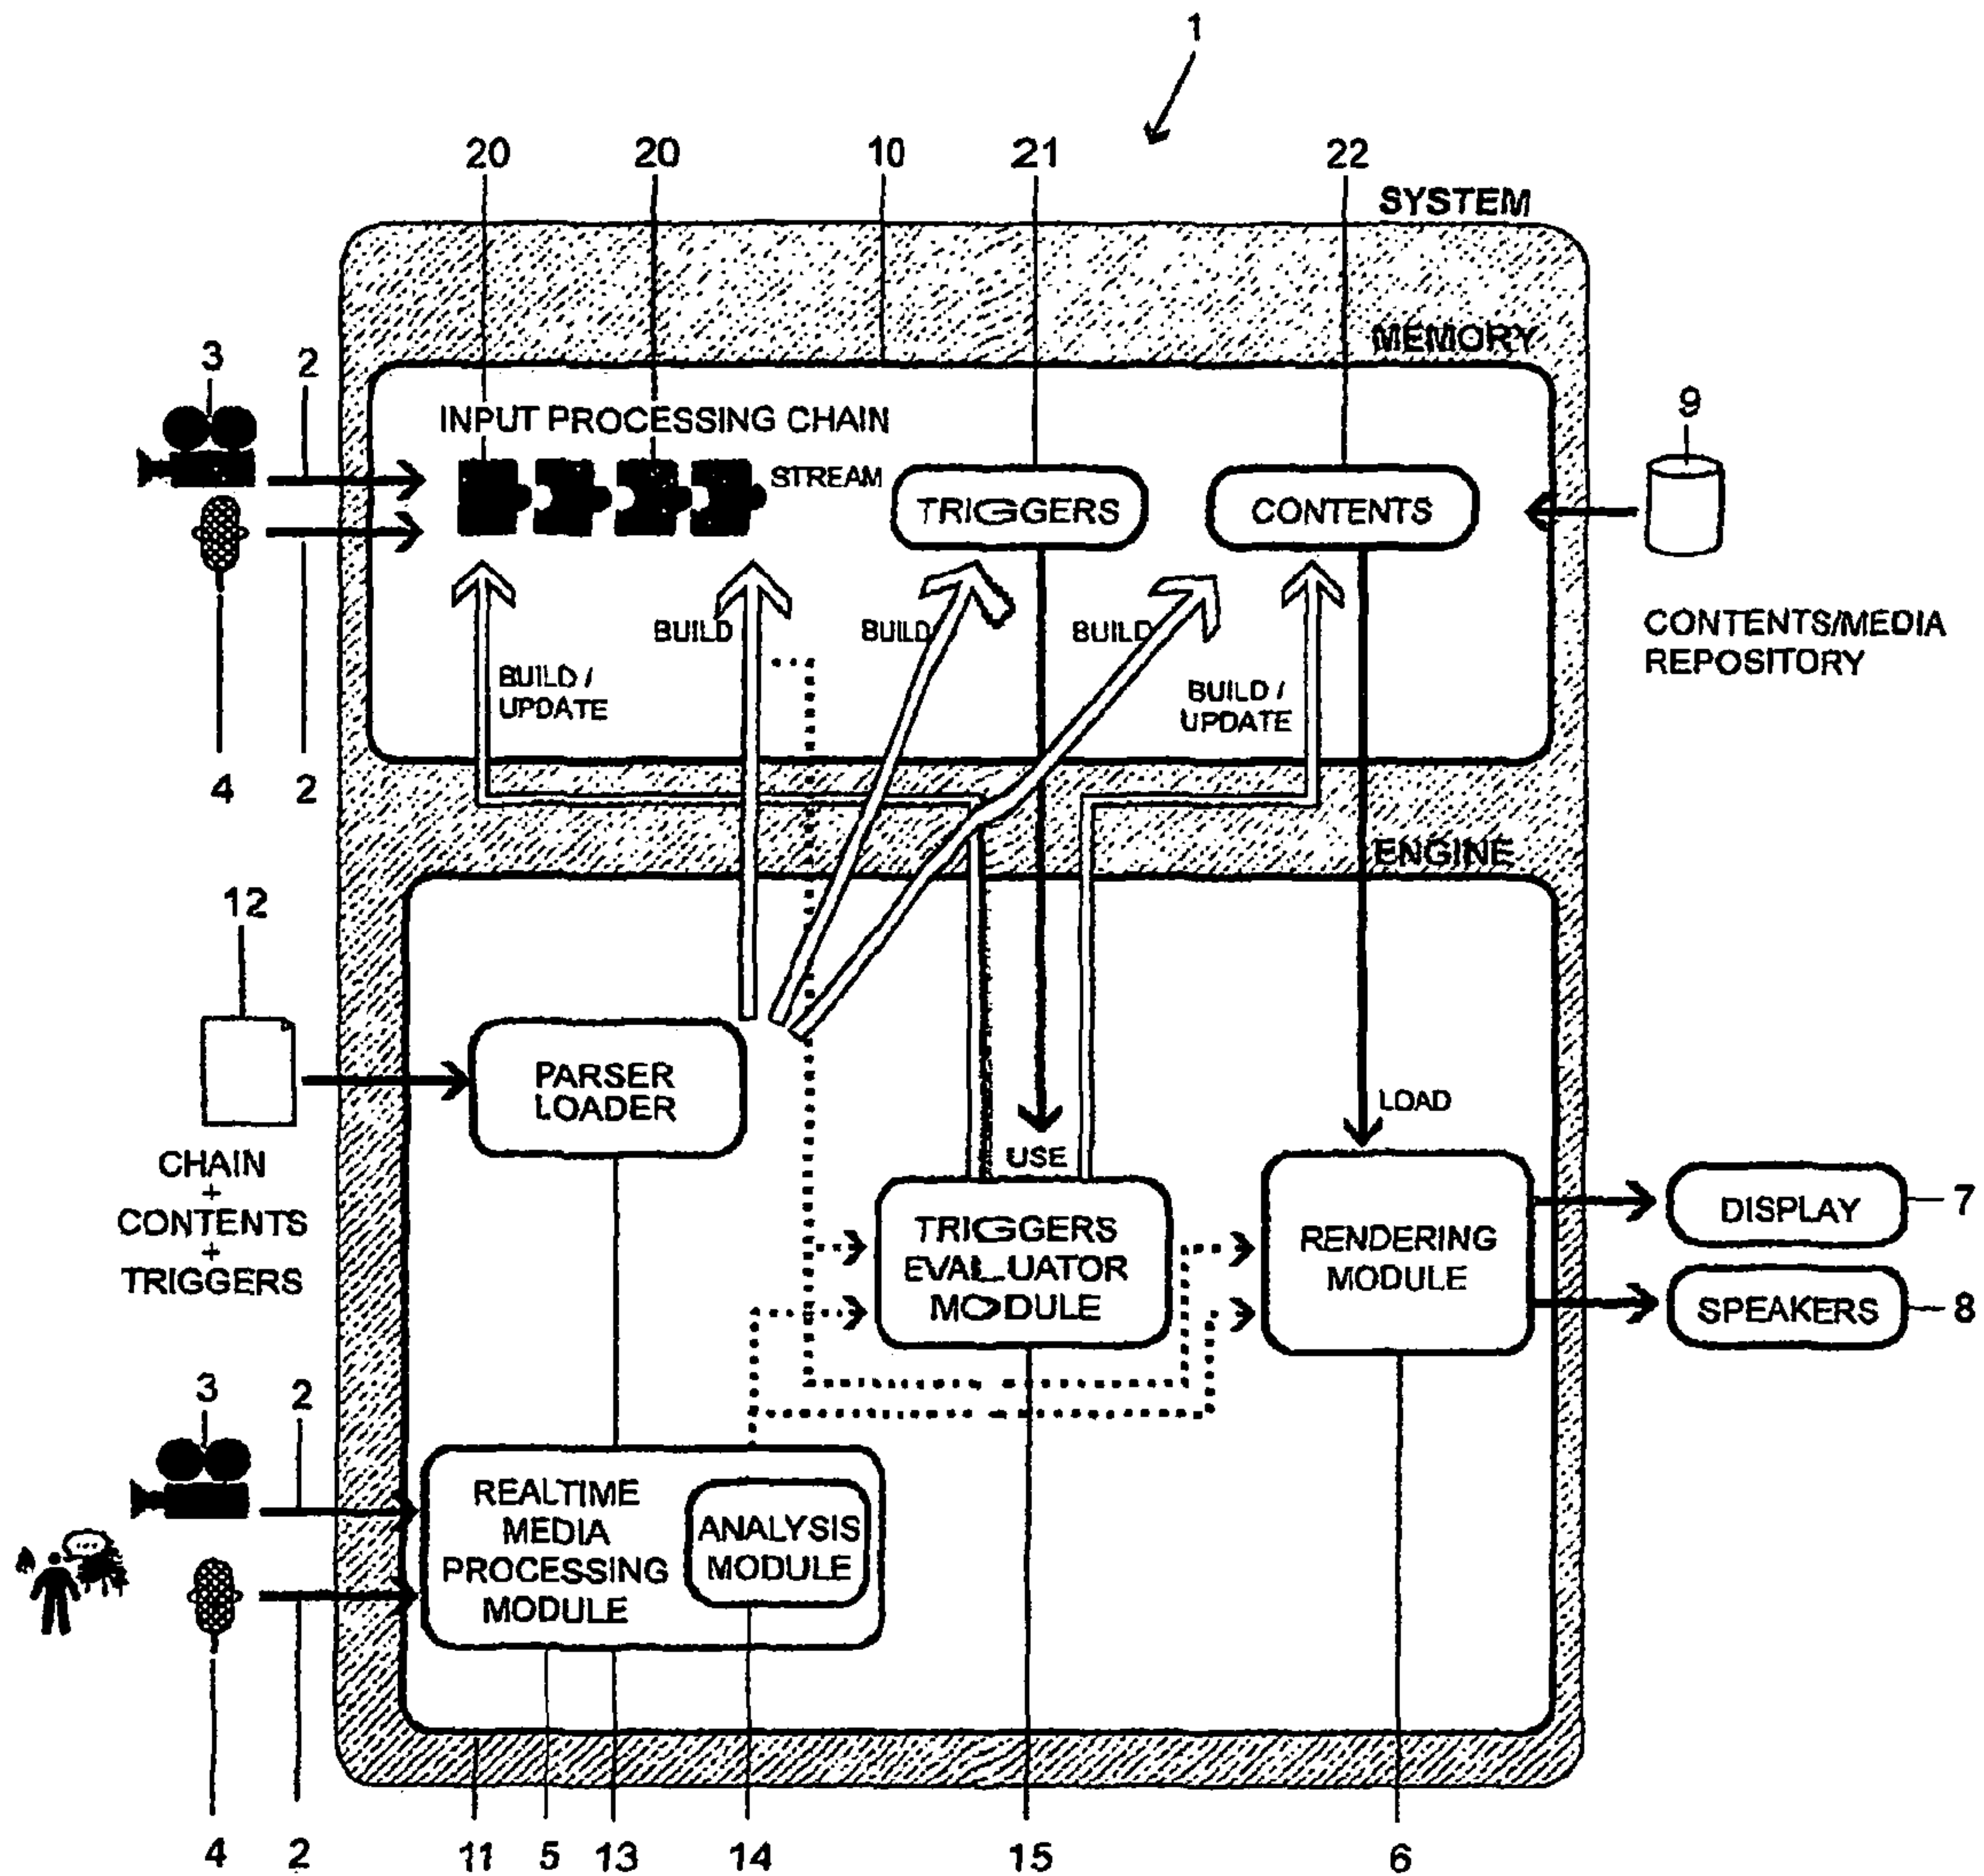 1
20
20
10
21
22
SYSTEM
MEMORY
3
2
9
INPUT PROCESSING CHAIN
STREAM
TRIGGERS
CONTENTS
BUILD
BUILD
BUILD
CONTENTS/MEDIA
REPOSITORY
BUILD /
UPDATE
BUILD /
UPDATE
4
2
ENGINE
12
PARSER
LOADER
LOAD
USE
CHAIN
+
CONTENTS
+
TRIGGERS
TRIGGERS
EVALUATOR
MODULE
RENDERING
MODULE
DISPLAY
7
SPEAKERS
8
3
2
REALTIME
MEDIA
PROCESSING
MODULE
ANALYSIS
MODULE
...
4
2
11
5
13
14
15
6